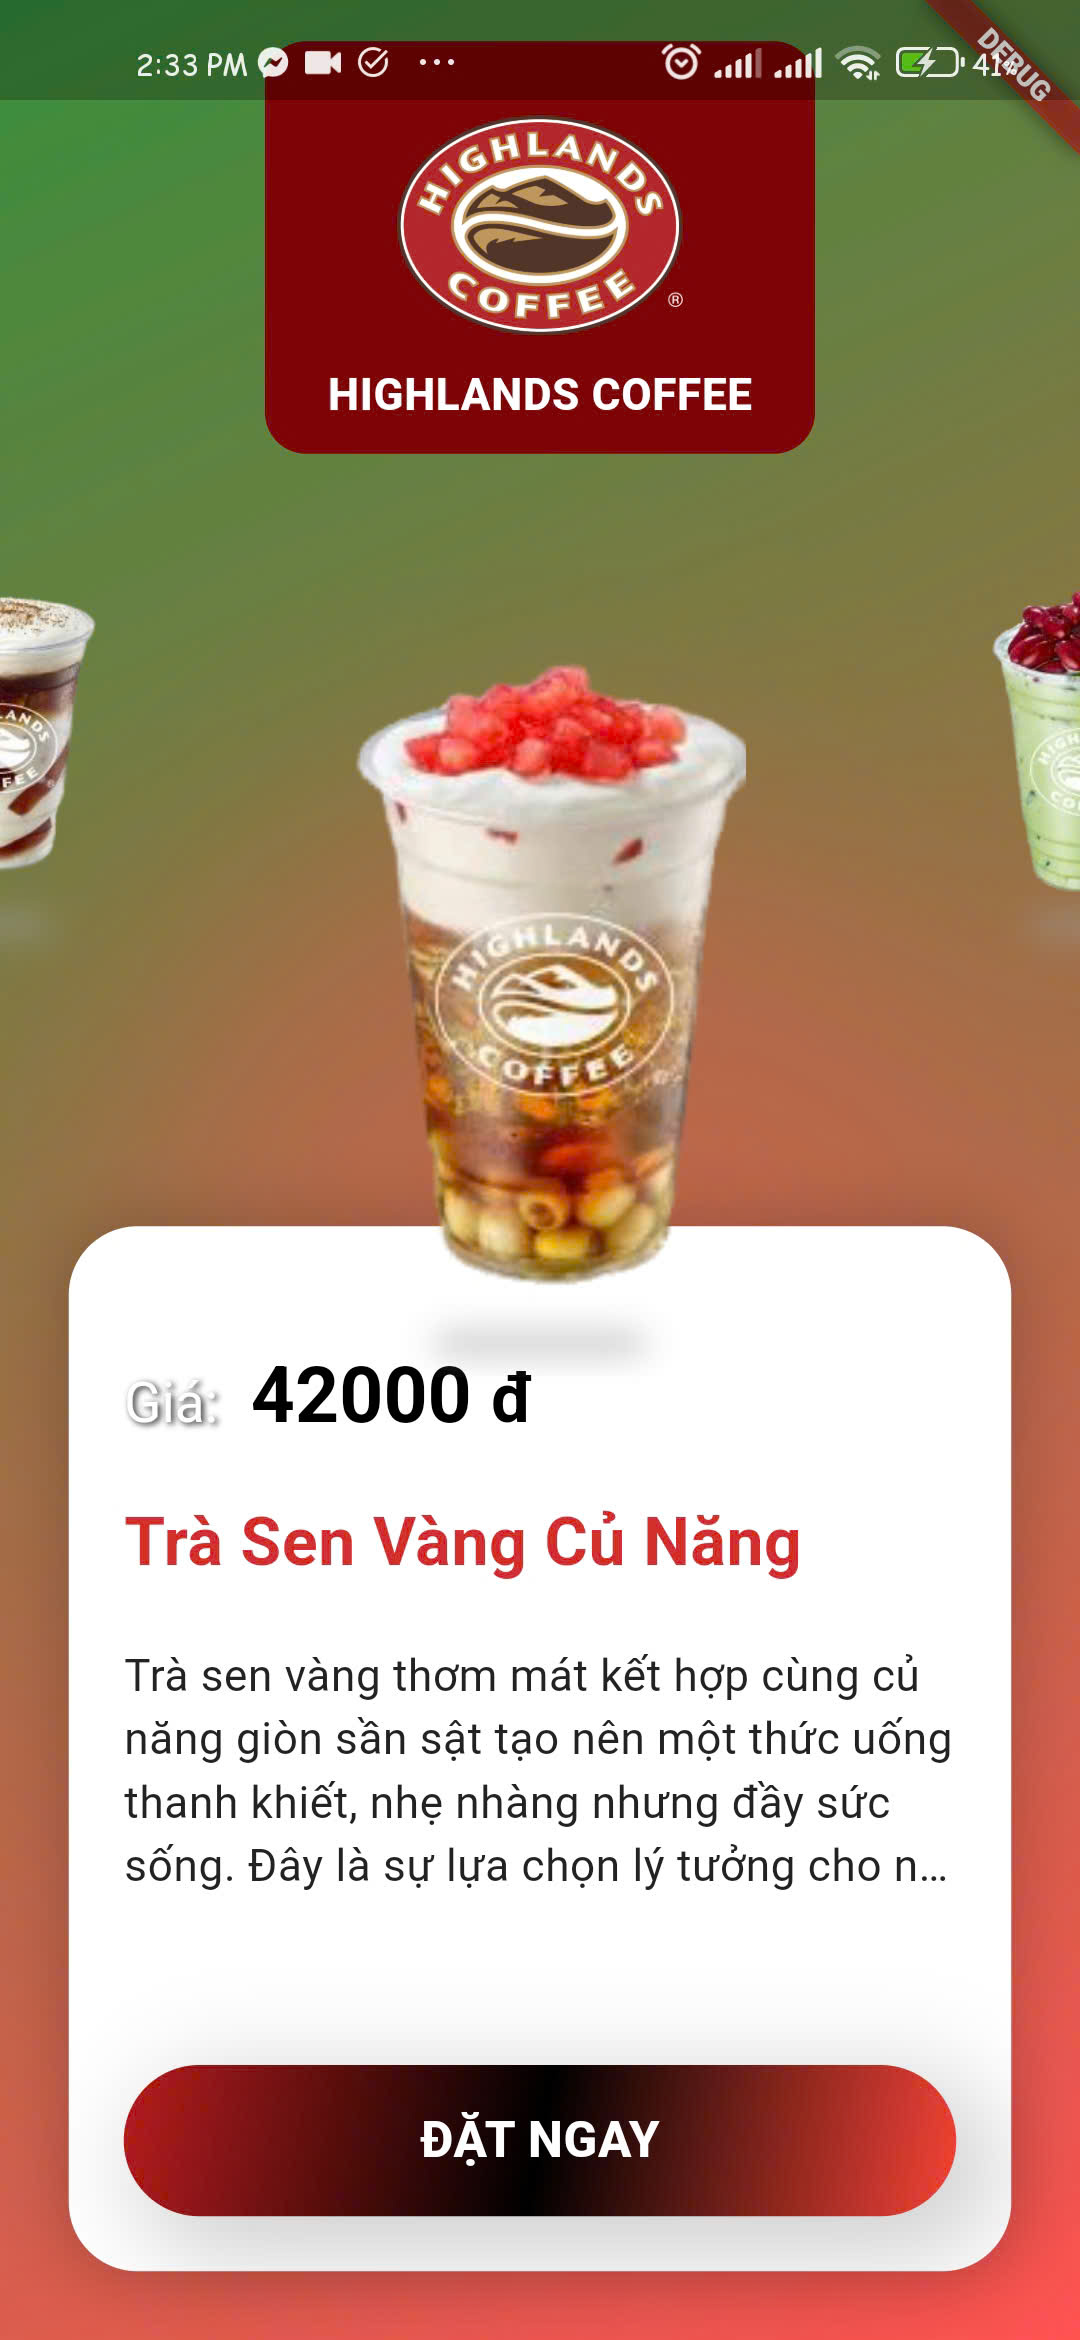 2:33 PM
DEBUG
HIGHLANDS
COFFEE
®
HIGHLANDS COFFEE
HIGHLANDS
COFFEE
Giá: 42000 đ
Trà Sen Vàng Củ Năng
Trà sen vàng thơm mát kết hợp cùng củ
năng giòn sần sật tạo nên một thức uống
thanh khiết, nhẹ nhàng nhưng đầy sức
sống. Đây là sự lựa chọn lý tưởng cho n...
ĐẶT NGAY